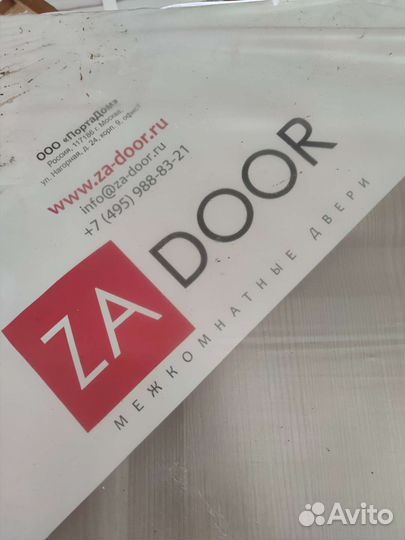 ООО «ПортаДом»
Россия, 117186 г. Москва,
ул. Нагорная, д. 24, корп. 9, офис1
www.za-door.ru
info@za-door.ru
+7 (495) 988-83-21
ZA DOOR
МЕЖКОМНАТНЫЕ ДВЕРИ
Avito